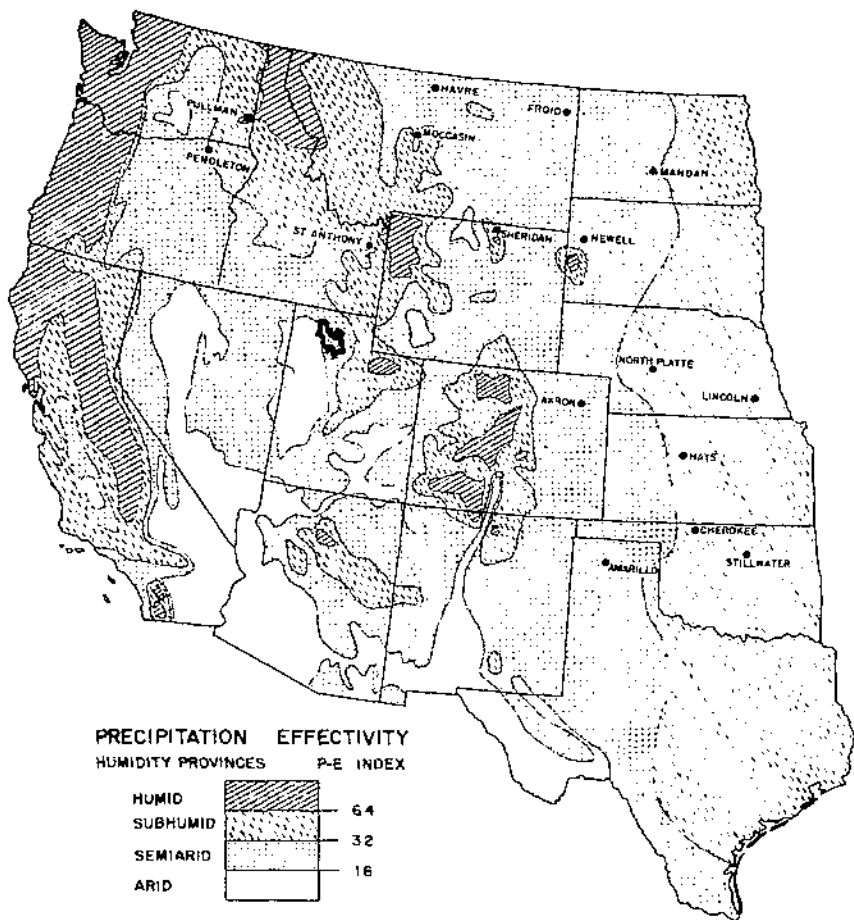 HAVRE
FROID
PULLMAN
MOCCASIN
PENDLETON
MANDAN
ST ANTHONY
SHERIDAN
NEWELL
NORTH PLATTE
AKRON
LINCOLN
HAYS
CHEROKEE
AMARILLO
STILLWATER
PRECIPITATION EFFECTIVITY
HUMIDITY PROVINCES P-E INDEX
HUMID
64
SUBHUMID
32
SEMIARID
16
ARID